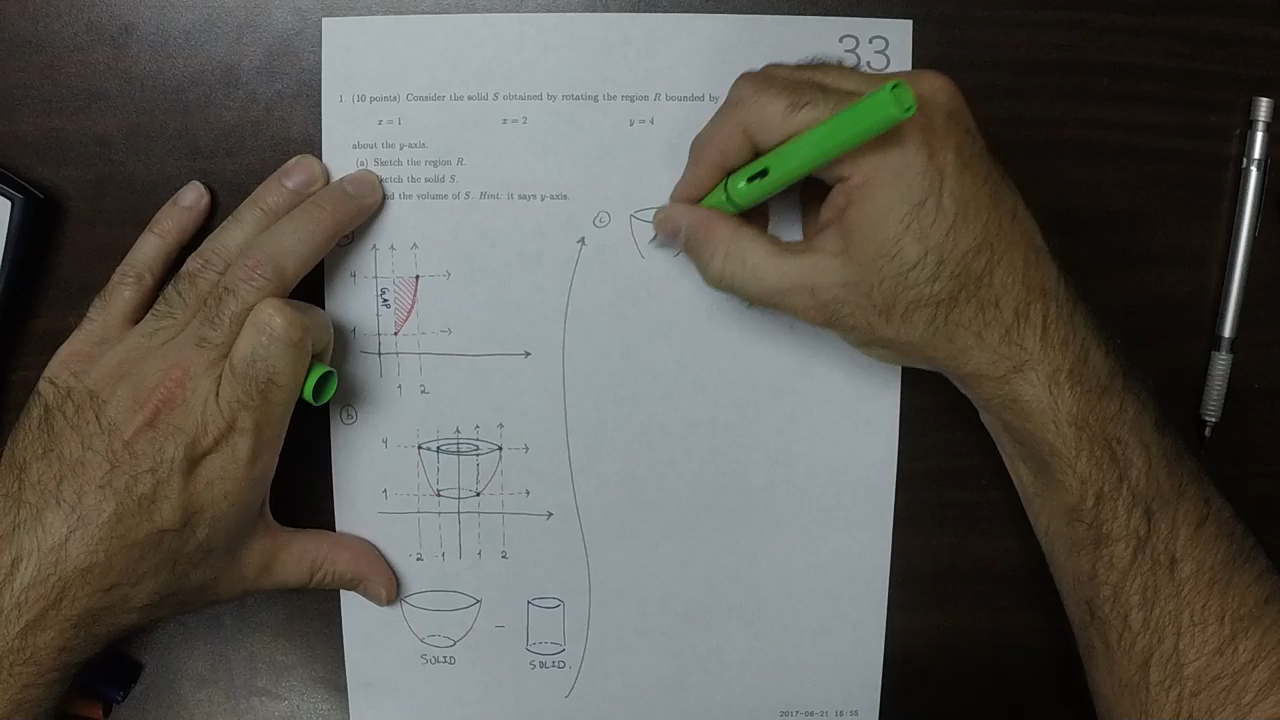 33
1. (10 points) Consider the solid S obtained by rotating the region R bounded by
x = 1 x = 2 y = 4
about the y-axis.
(a) Sketch the region R.
ketch the solid S.
nd the volume of S. Hint: it says y-axis.
4
GAP
1
1 2
b
4
1
-2 -1 1 2
-
SOLID SOLID.
c
2017-06-21 15:55